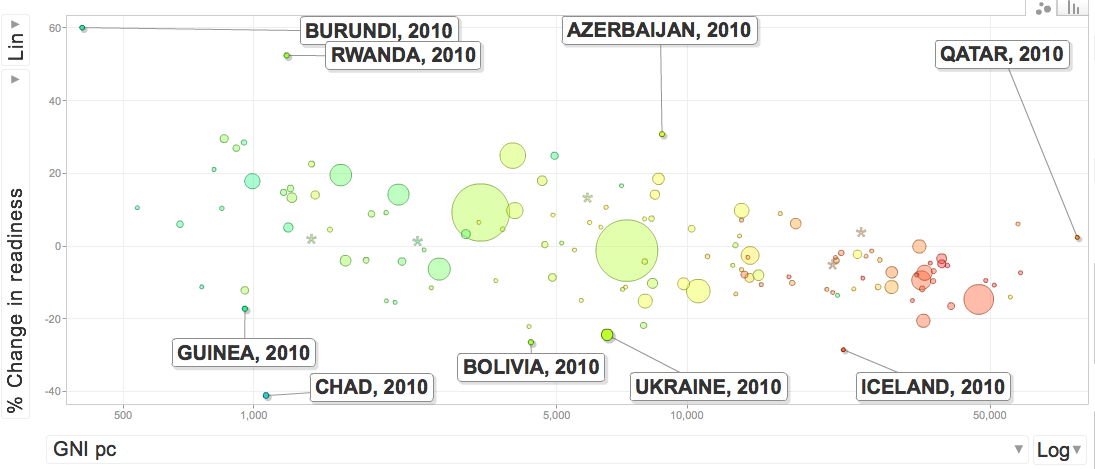 60
40
20
0
-20
-40
Lin
% Change in readiness
BURUNDI, 2010
RWANDA, 2010
AZERBAIJAN, 2010
QATAR, 2010
GUINEA, 2010
CHAD, 2010
BOLIVIA, 2010
UKRAINE, 2010
ICELAND, 2010
500
1,000
5,000
10,000
50,000
GNI pc
Log